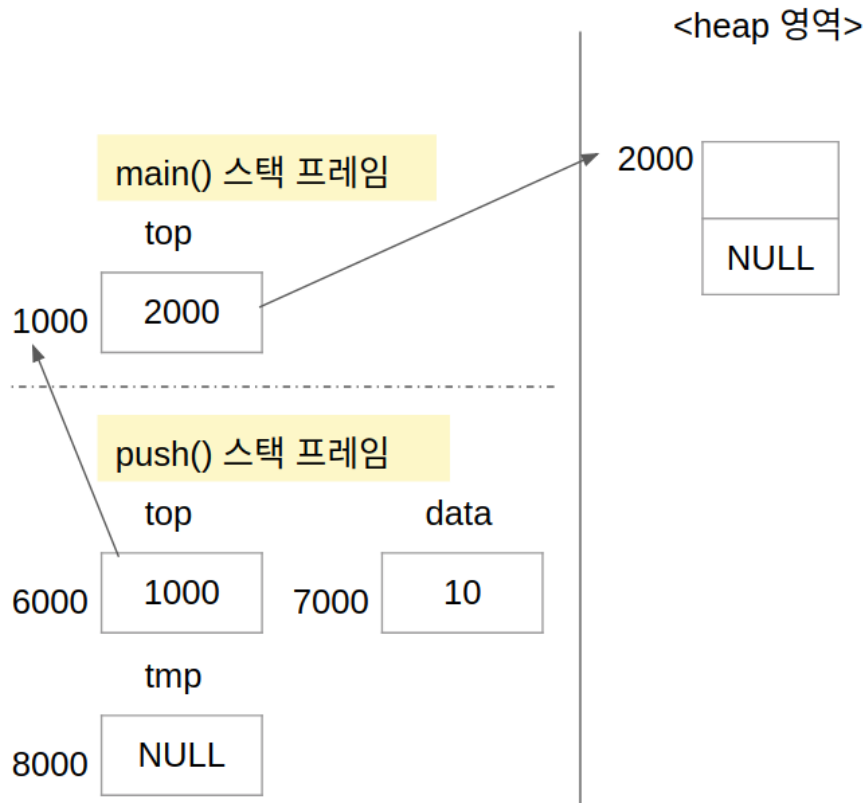 <heap 영역>
main() 스택 프레임
top
2000
1000
2000
NULL
push() 스택 프레임
top
data
6000
1000
7000
10
tmp
8000
NULL